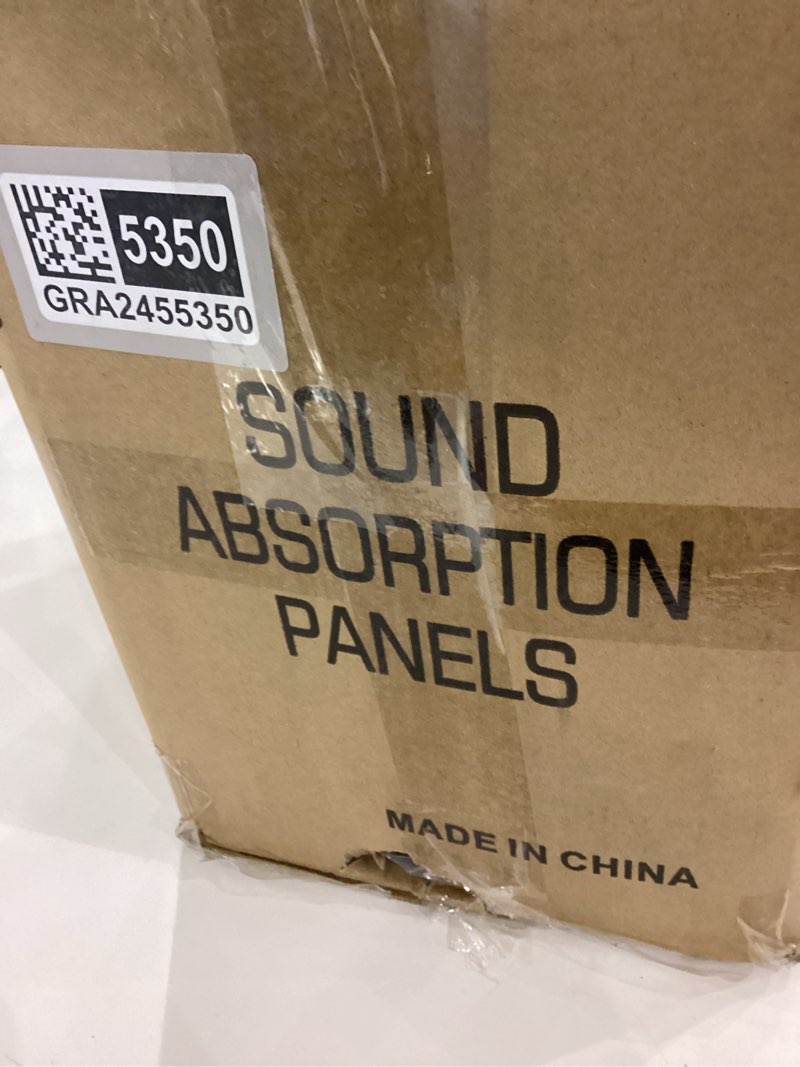 5350
GRA2455350
SOUND
ABSORPTION
PANELS
MADE IN CHINA